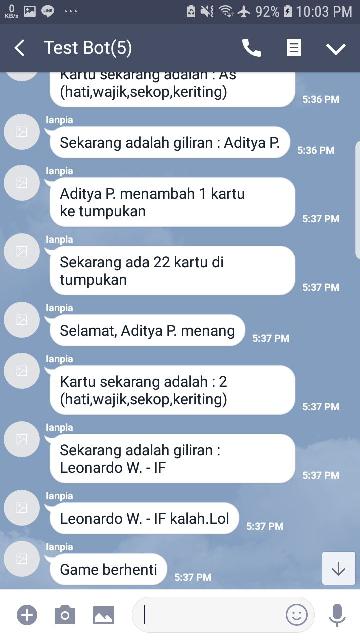 0
KB/s
92%
10:03 PM
Test Bot(5)
Kartu sekarang adalah : As
(hati,wajik,sekop,keriting)
5:36 PM
lanpia
Sekarang adalah giliran : Aditya P.
5:36 PM
lanpia
Aditya P. menambah 1 kartu
ke tumpukan
5:37 PM
lanpia
Sekarang ada 22 kartu di
tumpukan
5:37 PM
lanpia
Selamat, Aditya P. menang
5:37 PM
lanpia
Kartu sekarang adalah : 2
(hati,wajik,sekop,keriting)
5:37 PM
lanpia
Sekarang adalah giliran :
Leonardo W. - IF
5:37 PM
lanpia
Leonardo W. - IF kalah.Lol
5:37 PM
lanpia
Game berhenti
5:37 PM